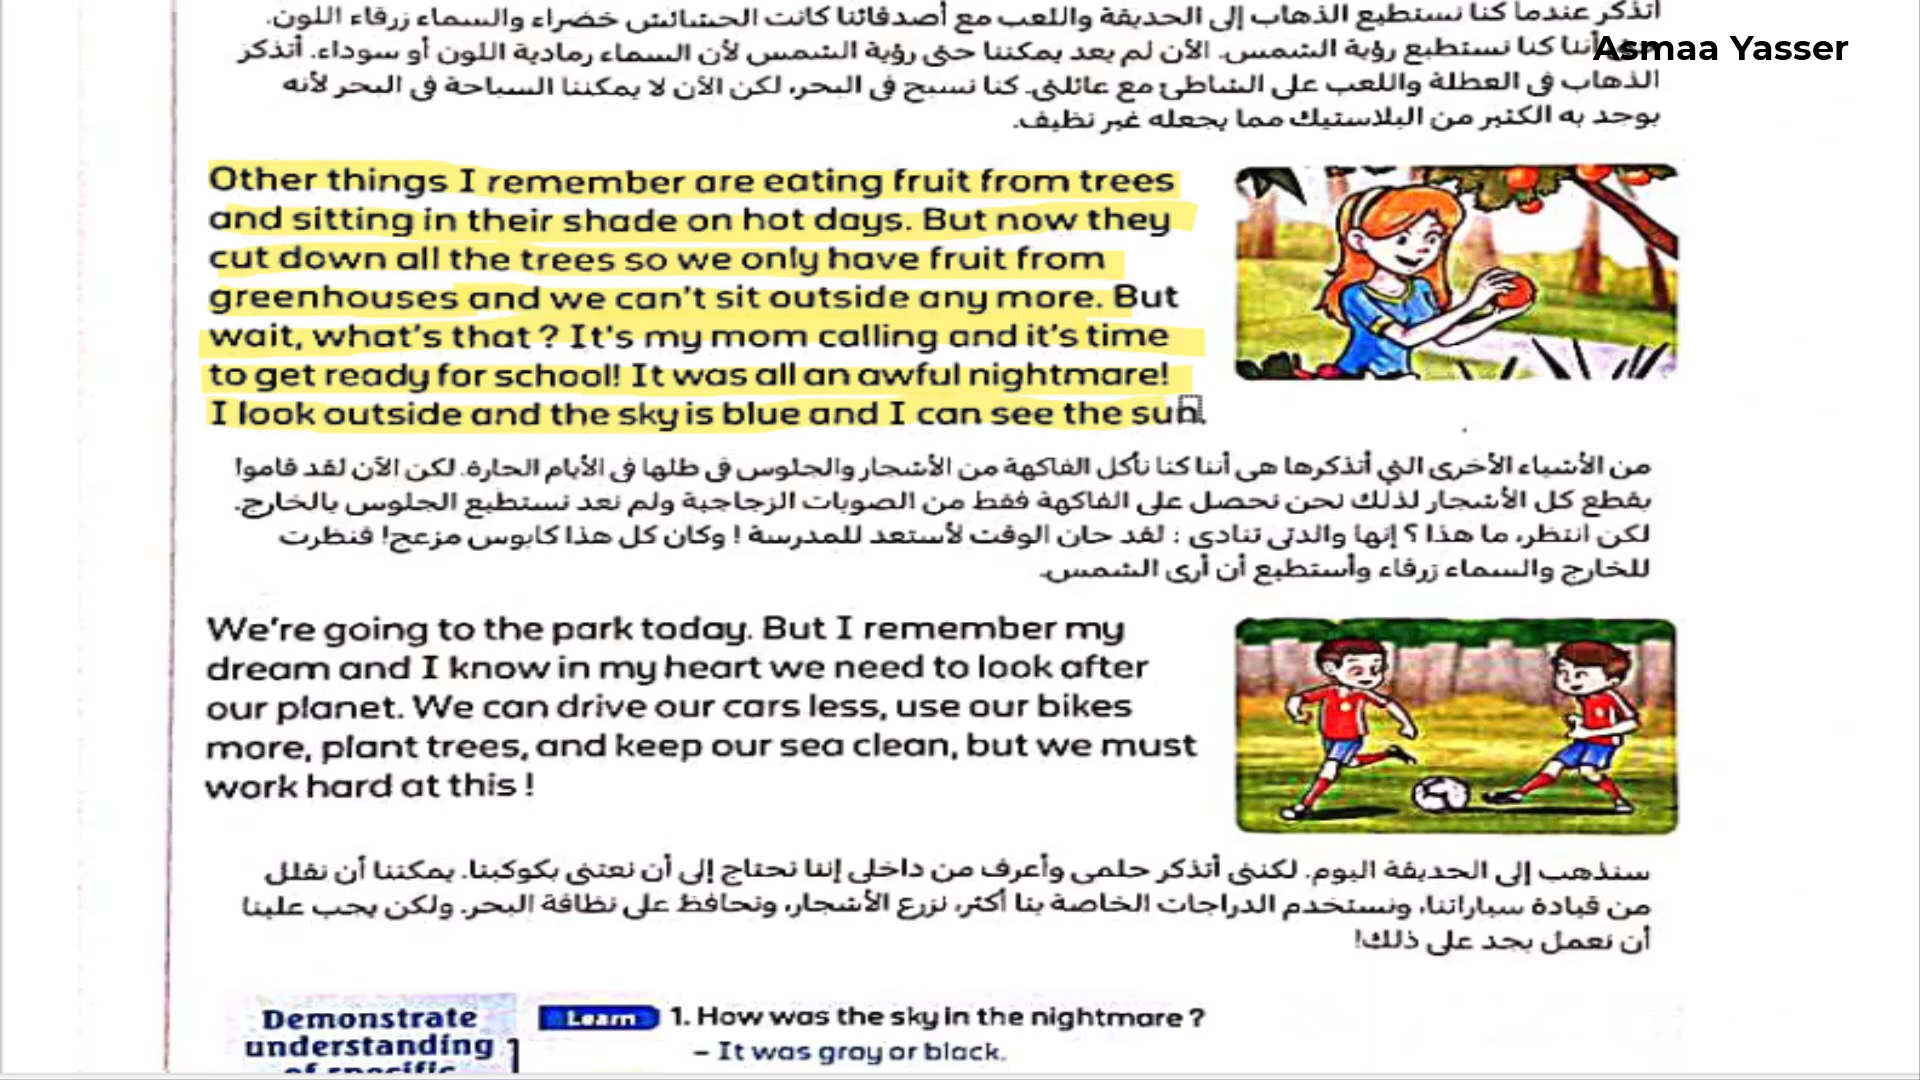 أتذكر عندما كنا نستطيع الذهاب إلى الحديقة واللعب مع أصدقائنا كانت الحشائش خضراء والسماء زرقاء اللون.
أننا كنا نستطيع رؤية الشمس. الآن لم يعد يمكننا حتى رؤية الشمس لأن السماء رمادية اللون أو سوداء. أتذكر
Asmaa Yasser
الذهاب فى العطلة واللعب على الشاطئ مع عائلتى. كنا نسبح فى البحر، لكن الآن لا يمكننا السباحة فى البحر لأنه
يوجد به الكثير من البلاستيك مما يجعله غير نظيف.
Other things I remember are eating fruit from trees
and sitting in their shade on hot days. But now they
cut down all the trees so we only have fruit from
greenhouses and we can't sit outside any more. But
wait, what's that ? It's my mom calling and it's time
to get ready for school! It was all an awful nightmare!
I look outside and the sky is blue and I can see the sun.
من الأشياء الأخرى التي أتذكرها هى أننا كنا نأكل الفاكهة من الأشجار والجلوس فى ظلها فى الأيام الحارة. لكن الآن لقد قاموا
بقطع كل الأشجار لذلك نحن نحصل على الفاكهة فقط من الصوبات الزجاجية ولم نعد نستطيع الجلوس بالخارج.
لكن انتظر، ما هذا ؟ إنها والدتى تنادى : لقد حان الوقت لأستعد للمدرسة ! وكان كل هذا كابوس مزعج! فنظرت
للخارج والسماء زرقاء وأستطيع أن أرى الشمس.
We're going to the park today. But I remember my
dream and I know in my heart we need to look after
our planet. We can drive our cars less, use our bikes
more, plant trees, and keep our sea clean, but we must
work hard at this !
سنذهب إلى الحديقة اليوم. لكننى أتذكر حلمى وأعرف من داخلى إننا نحتاج إلى أن نعتنى بكوكبنا. يمكننا أن نقلل
من قيادة سياراتنا، ونستخدم الدراجات الخاصة بنا أكثر، نزرع الأشجار، ونحافظ على نظافة البحر. ولكن يجب علينا
أن نعمل بجد على ذلك!
Demonstrate
understanding
of specific
Learn 1. How was the sky in the nightmare ?
– It was gray or black.